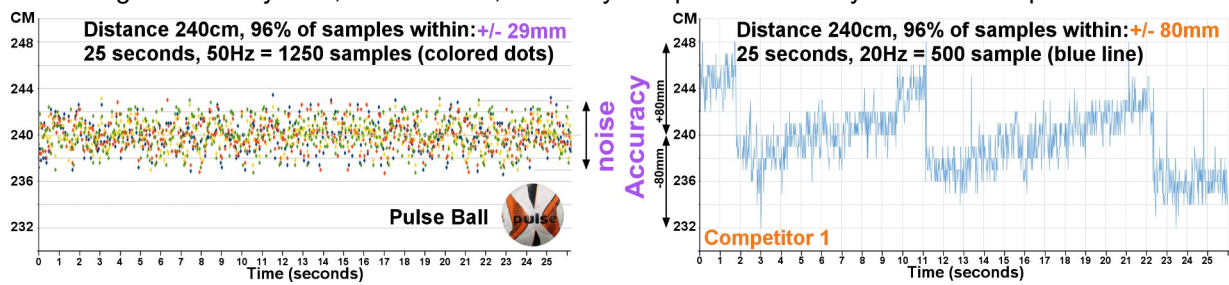 Distance 240cm, 96% of samples within: +/- 29mm
25 seconds, 50Hz = 1250 samples (colored dots)
CM
248
244
240
236
232
noise
Pulse Ball
pulse
0 1 2 3 4 5 6 7 8 9 10 11 12 13 14 15 16 17 18 19 20 21 22 23 24 25
Time (seconds)
Accuracy
+80mm
-80mm
Distance 240cm, 96% of samples within: +/- 80mm
25 seconds, 20Hz = 500 sample (blue line)
CM
248
244
240
236
232
Competitor 1
0 1 2 3 4 5 6 7 8 9 10 11 12 13 14 15 16 17 18 19 20 21 22 23 24 25
Time (seconds)